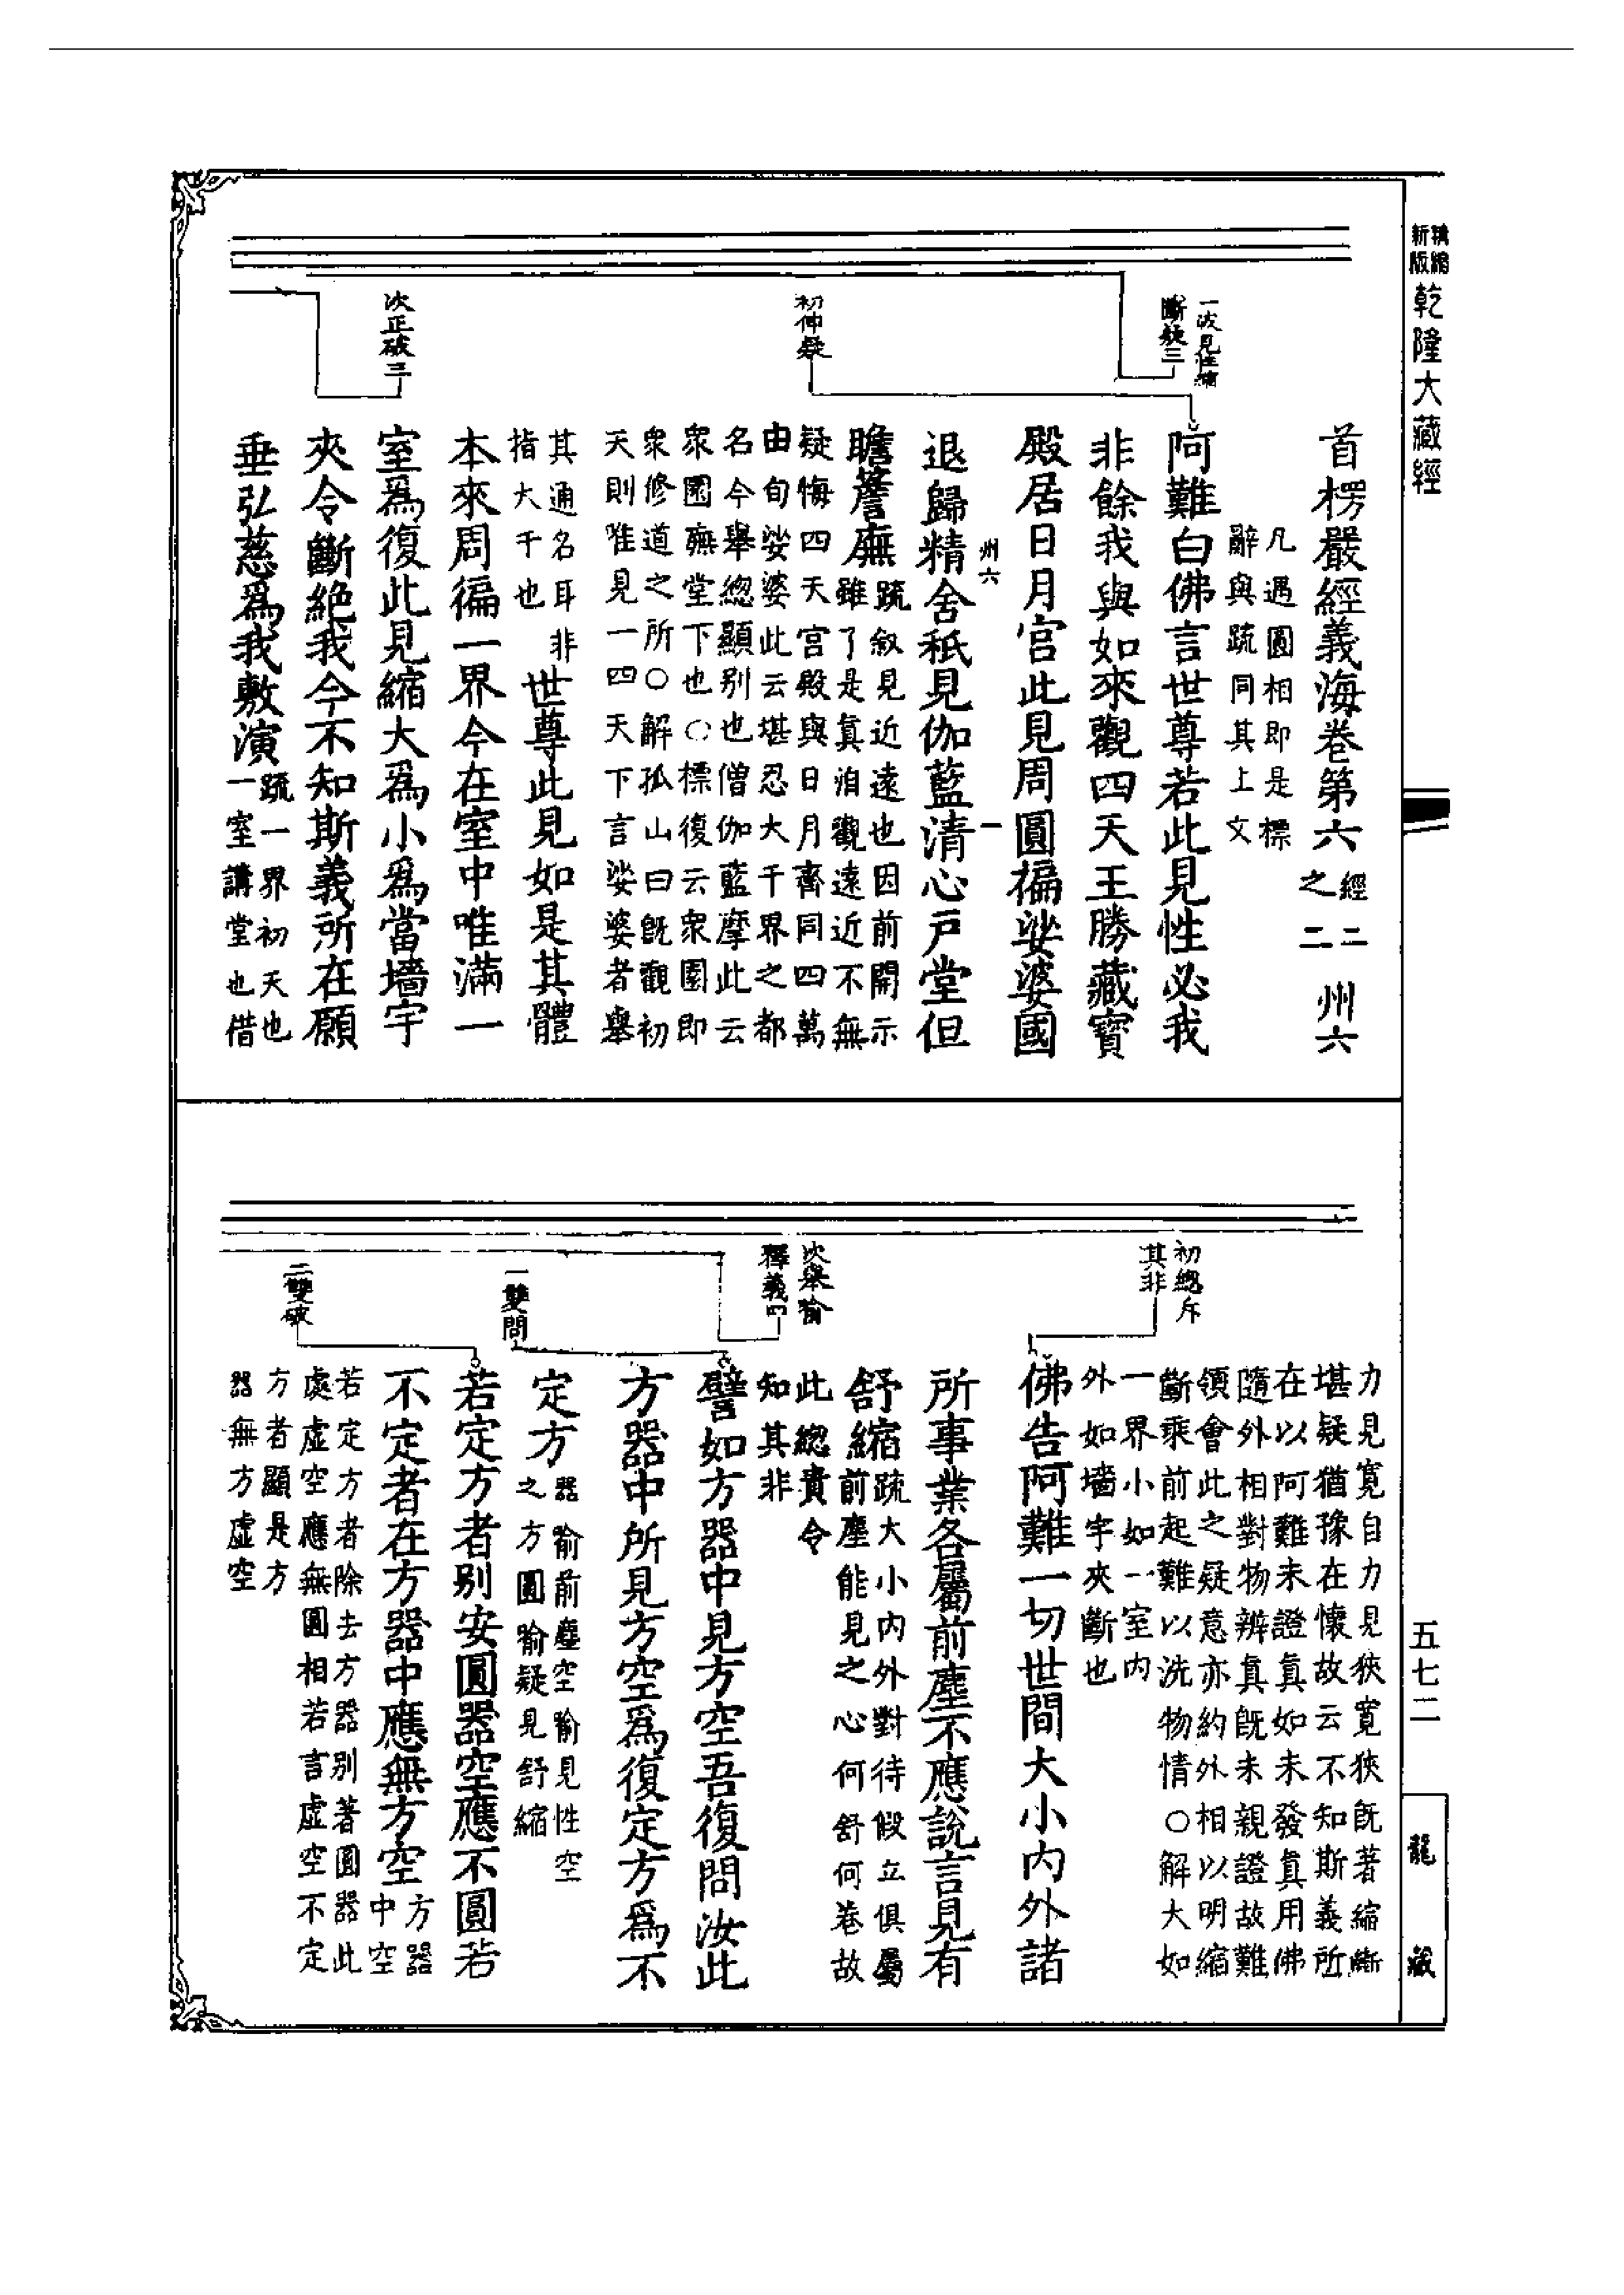 精縮
新版
乾隆大藏經
首楞嚴經義海卷第六 經二 州六
之二
凡遇圓相即是標
辭與疏同其上文
一破見性縮
斷疑三
初伸疑
次正破三
阿難白佛言世尊若此見性必我
非餘我與如來觀四天王勝藏寶
殿居日月宮此見周圓徧娑婆國
退歸精舍秖見伽藍清心戶堂但
州六
一
瞻簷廡
疏敘見近遠也因前開示
雖了是真洎觀遠近不無
疑悔四天宮殿與日月齊同四萬
由旬娑婆此云堪忍大千界之都
名今舉總顯別也僧伽藍摩此云
眾園廡堂下也○標復云眾園即
眾修道之所○解孤山曰既觀初
天則唯見一四天下言娑婆者舉
其通名耳非
指大千也
世尊此見如是其體
本來周徧一界今在室中唯滿一
室為復此見縮大為小為當墻宇
夾令斷絕我今不知斯義所在願
垂弘慈為我敷演
疏一界初天也
一室講堂也借
力見寬自力見狹寬狹既著縮斷
堪疑猶豫在懷故云不知斯義所
在以阿難未證真如未發真用佛
隨外相對物辨真既未親證故難
領會此之疑意亦約外相以明縮
斷乘前起難以洗物情○解大如
一界小如一室內
外如墻宇夾斷也
初總斥
其非
次舉喻
釋義四
一雙問
二雙破
佛告阿難一切世間大小內外諸
所事業各屬前塵不應說言見有
舒縮
疏大小內外對待假立俱屬
前塵能見之心何舒何卷故
此總責令
知其非
譬如方器中見方空吾復問汝此
方器中所見方空為復定方為不
定方
器喻前塵空喻見性空
之方圓喻疑見舒縮
若定方者別安圓器空應不圓若
不定者在方器中應無方空
方器
中空
若定方者除去方器別著圓器此
處虛空應無圓相若言虛空不定
方者顯是方
器無方虛空
五七二
龍藏